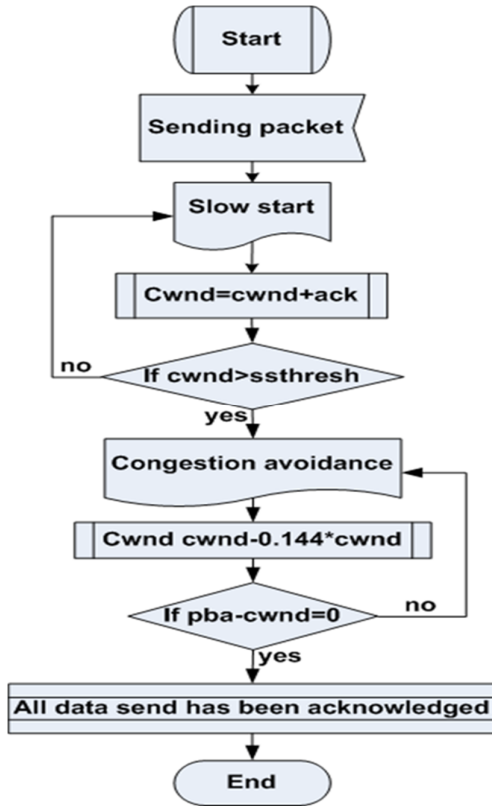 Start
Sending packet
Slow start
Cwnd=cwnd+ack
no
If cwnd>ssthresh
yes
Congestion avoidance
Cwnd cwnd-0.144*cwnd
If pba-cwnd=0
no
yes
All data send has been acknowledged
End